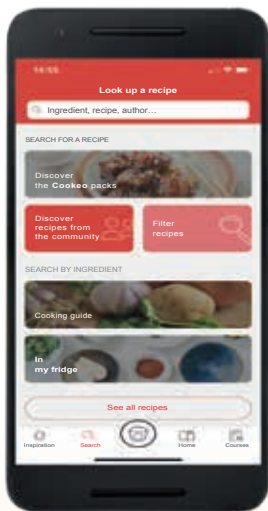 14:55
Look up a recipe
Ingredient, recipe, author…
SEARCH FOR A RECIPE
Discover
the Cookeo packs
Discover
recipes from
the community
Filter
recipes
SEARCH BY INGREDIENT
Cooking guide
In
my fridge
See all recipes
Inspiration
Search
Home
Courses